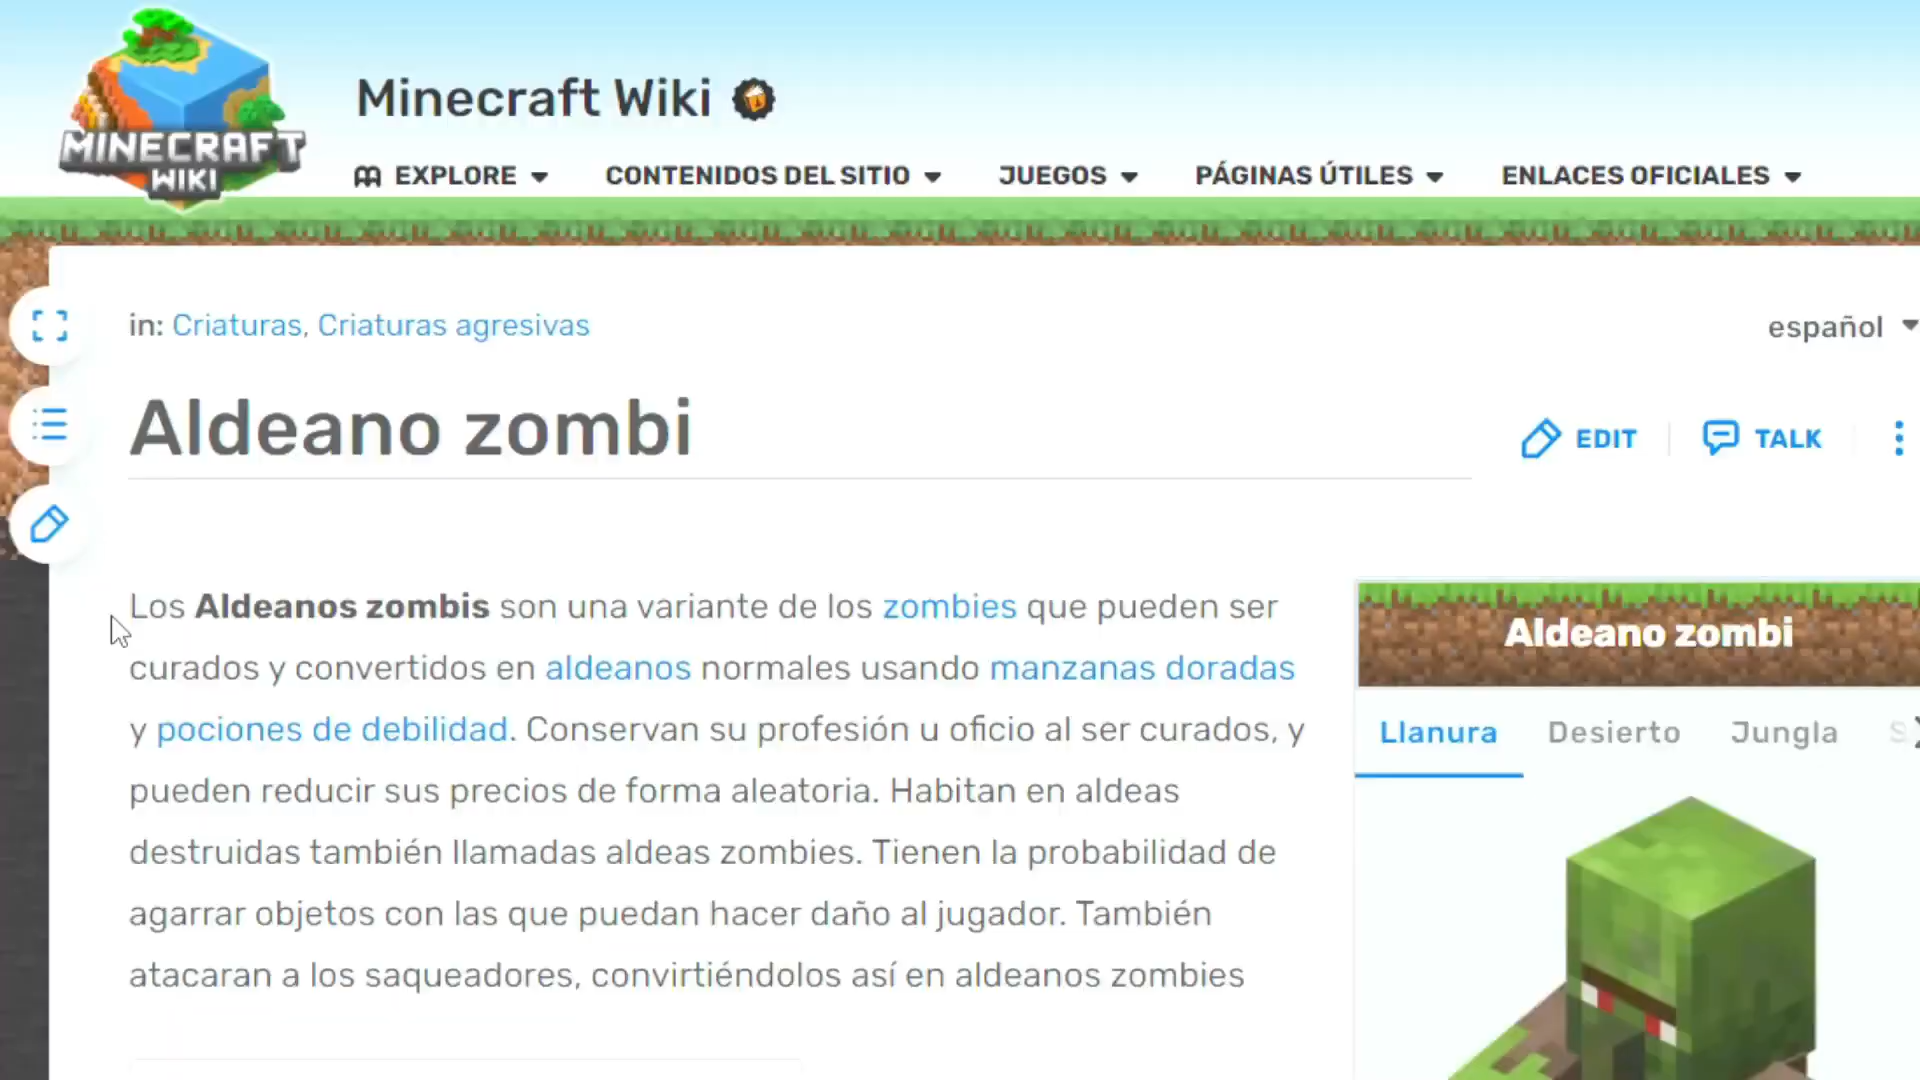 MINECRAFT
WIKI
Minecraft Wiki
EXPLORE CONTENIDOS DEL SITIO JUEGOS PÁGINAS ÚTILES ENLACES OFICIALES
in: Criaturas, Criaturas agresivas
español
Aldeano zombi
EDIT TALK
Los Aldeanos zombis son una variante de los zombies que pueden ser
curados y convertidos en aldeanos normales usando manzanas doradas
y pociones de debilidad. Conservan su profesión u oficio al ser curados, y
pueden reducir sus precios de forma aleatoria. Habitan en aldeas
destruidas también llamadas aldeas zombies. Tienen la probabilidad de
agarrar objetos con las que puedan hacer daño al jugador. También
atacaran a los saqueadores, convirtiéndolos así en aldeanos zombies
Aldeano zombi
Llanura Desierto Jungla